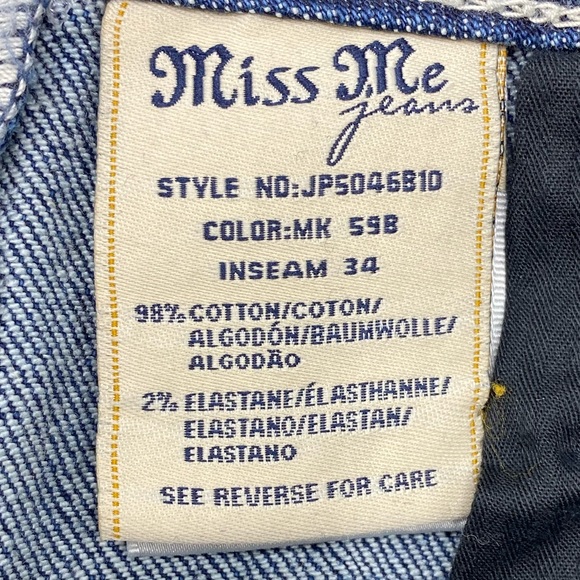 Miss Me
jeans
STYLE NO:JP5046B10
COLOR:MK 59B
INSEAM 34
98% COTTON/COTON/
ALGODÓN/BAUMWOLLE/
ALGODÃO
2% ELASTANE/ÉLASTHANNE/
ELASTANO/ELASTAN/
ELASTANO
SEE REVERSE FOR CARE